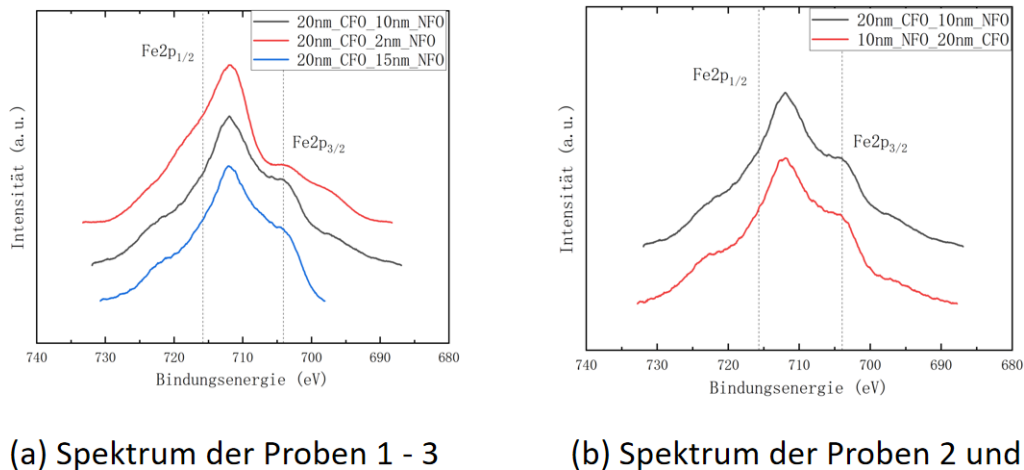 20nm_CFO_10nm_NFO
20nm_CFO_2nm_NFO
20nm_CFO_15nm_NFO
Fe2p1/2
Fe2p3/2
Intensität (a.u.)
740 730 720 710 700 690 680
Bindungsenergie (eV)
(a) Spektrum der Proben 1 - 3
20nm_CFO_10nm_NFO
10nm_NFO_20nm_CFO
Fe2p1/2
Fe2p3/2
Intensität (a.u.)
740 730 720 710 700 690 680
Bindungsenergie (eV)
(b) Spektrum der Proben 2 und